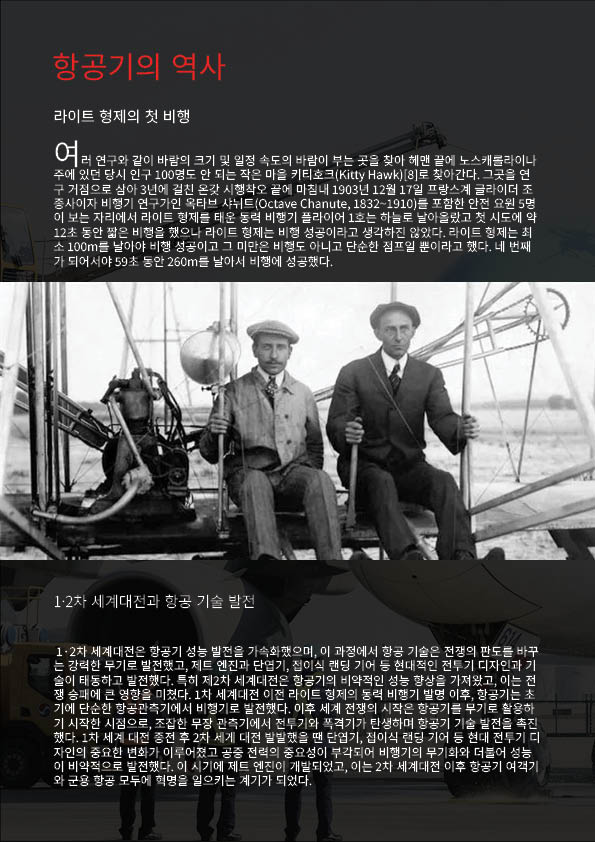 항공기의 역사
라이트 형제의 첫 비행
여러 연구와 같이 바람의 크기 및 일정 속도의 바람이 부는 곳을 찾아 헤맨 끝에 노스캐롤라이나
주에 있던 당시 인구 100명도 안 되는 작은 마을 키티호크(Kitty Hawk)[8]로 찾아간다. 그곳을 연
구 거점으로 삼아 3년에 걸친 온갖 시행착오 끝에 마침내 1903년 12월 17일 프랑스계 글라이더 조
종사이자 비행기 연구가인 옥타브 샤뉘트(Octave Chanute, 1832~1910)를 포함한 안전 요원 5명
이 보는 자리에서 라이트 형제를 태운 동력 비행기 플라이어 1호는 하늘로 날아올랐고 첫 시도에 약
12초 동안 짧은 비행을 했으나 라이트 형제는 비행 성공이라고 생각하진 않았다. 라이트 형제는 최
소 100m를 날아야 비행 성공이고 그 미만은 비행도 아니고 단순한 점프일 뿐이라고 했다. 네 번째
가 되어서야 59초 동안 260m를 날아서 비행에 성공했다.
1·2차 세계대전과 항공 기술 발전
1·2차 세계대전은 항공기 성능 발전을 가속화했으며, 이 과정에서 항공 기술은 전쟁의 판도를 바꾸
는 강력한 무기로 발전했고, 제트 엔진과 단엽기, 접이식 랜딩 기어 등 현대적인 전투기 디자인과 기
술이 태동하고 발전했다. 특히 제2차 세계대전은 항공기의 비약적인 성능 향상을 가져왔고, 이는 전
쟁 승패에 큰 영향을 미쳤다. 1차 세계대전 이전 라이트 형제의 동력 비행기 발명 이후, 항공기는 초
기에 단순한 항공관측기에서 비행기로 발전했다. 이후 세계 전쟁의 시작은 항공기를 무기로 활용하
기 시작한 시점으로, 조잡한 무장 관측기에서 전투기와 폭격기가 탄생하며 항공기 기술 발전을 촉진
했다. 1차 세계 대전 종전 후 2차 세계 대전 발발했을 땐 단엽기, 접이식 랜딩 기어 등 현대 전투기 디
자인의 중요한 변화가 이루어졌고 공중 전력의 중요성이 부각되어 비행기의 무기화와 더불어 성능
이 비약적으로 발전했다. 이 시기에 제트 엔진이 개발되었고, 이는 2차 세계대전 이후 항공기 여객기
와 군용 항공 모두에 혁명을 일으키는 계기가 되었다.